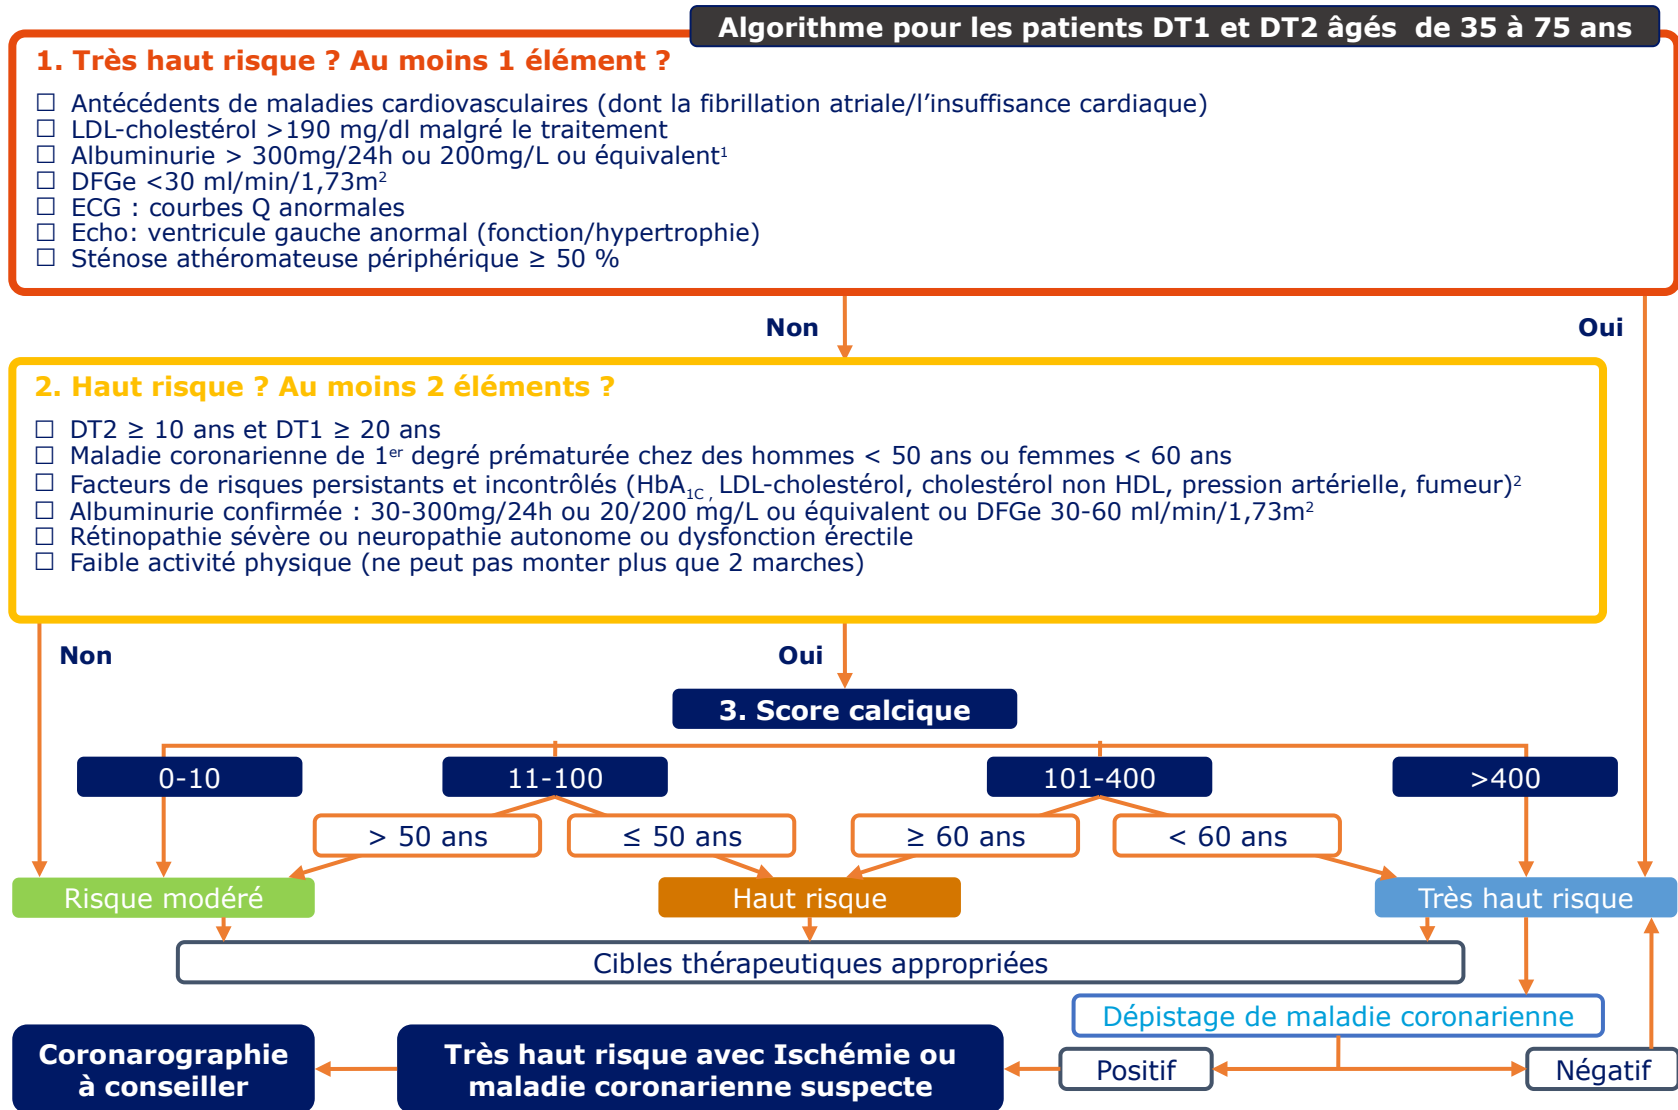 Algorithme pour les patients DT1 et DT2 âgés  de 35 à 75 ans
1. Très haut risque ? Au moins 1 élément ?
☐ Antécédents de maladies cardiovasculaires (dont la fibrillation atriale/l’insuffisance cardiaque)
☐ LDL-cholestérol >190 mg/dl malgré le traitement
☐ Albuminurie > 300mg/24h ou 200mg/L ou équivalent¹
☐ DFGe <30 ml/min/1,73m²
☐ ECG : courbes Q anormales
☐ Echo: ventricule gauche anormal (fonction/hypertrophie)
☐ Sténose athéromateuse périphérique ≥ 50 %
Non
Oui
2. Haut risque ? Au moins 2 éléments ?
☐ DT2 ≥ 10 ans et DT1 ≥ 20 ans
☐ Maladie coronarienne de 1er degré prématurée chez des hommes < 50 ans ou femmes < 60 ans
☐ Facteurs de risques persistants et incontrôlés (HbA1C , LDL-cholestérol, cholestérol non HDL, pression artérielle, fumeur)²
☐ Albuminurie confirmée : 30-300mg/24h ou 20/200 mg/L ou équivalent ou DFGe 30-60 ml/min/1,73m²
☐ Rétinopathie sévère ou neuropathie autonome ou dysfonction érectile
☐ Faible activité physique (ne peut pas monter plus que 2 marches)
Non
Oui
3. Score calcique
0-10
11-100
101-400
>400
> 50 ans
≤ 50 ans
≥ 60 ans
< 60 ans
Risque modéré
Haut risque
Très haut risque
Cibles thérapeutiques appropriées
Dépistage de maladie coronarienne
Coronarographie
à conseiller
Très haut risque avec Ischémie ou
maladie coronarienne suspecte
Positif
Négatif